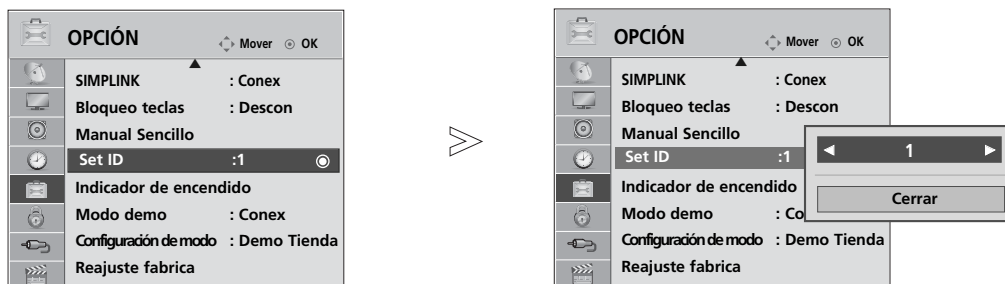 OPCIÓN Mover OK
SIMPLINK : Conex
Bloqueo teclas : Descon
Manual Sencillo
Set ID :1
Indicador de encendido
Modo demo : Conex
Configuración de modo : Demo Tienda
Reajuste fabrica
OPCIÓN Mover OK
SIMPLINK : Conex
Bloqueo teclas : Descon
Manual Sencillo
Set ID :1
Indicador de encendido
Modo demo : Co
Configuración de modo : Demo Tienda
Reajuste fabrica
1
Cerrar